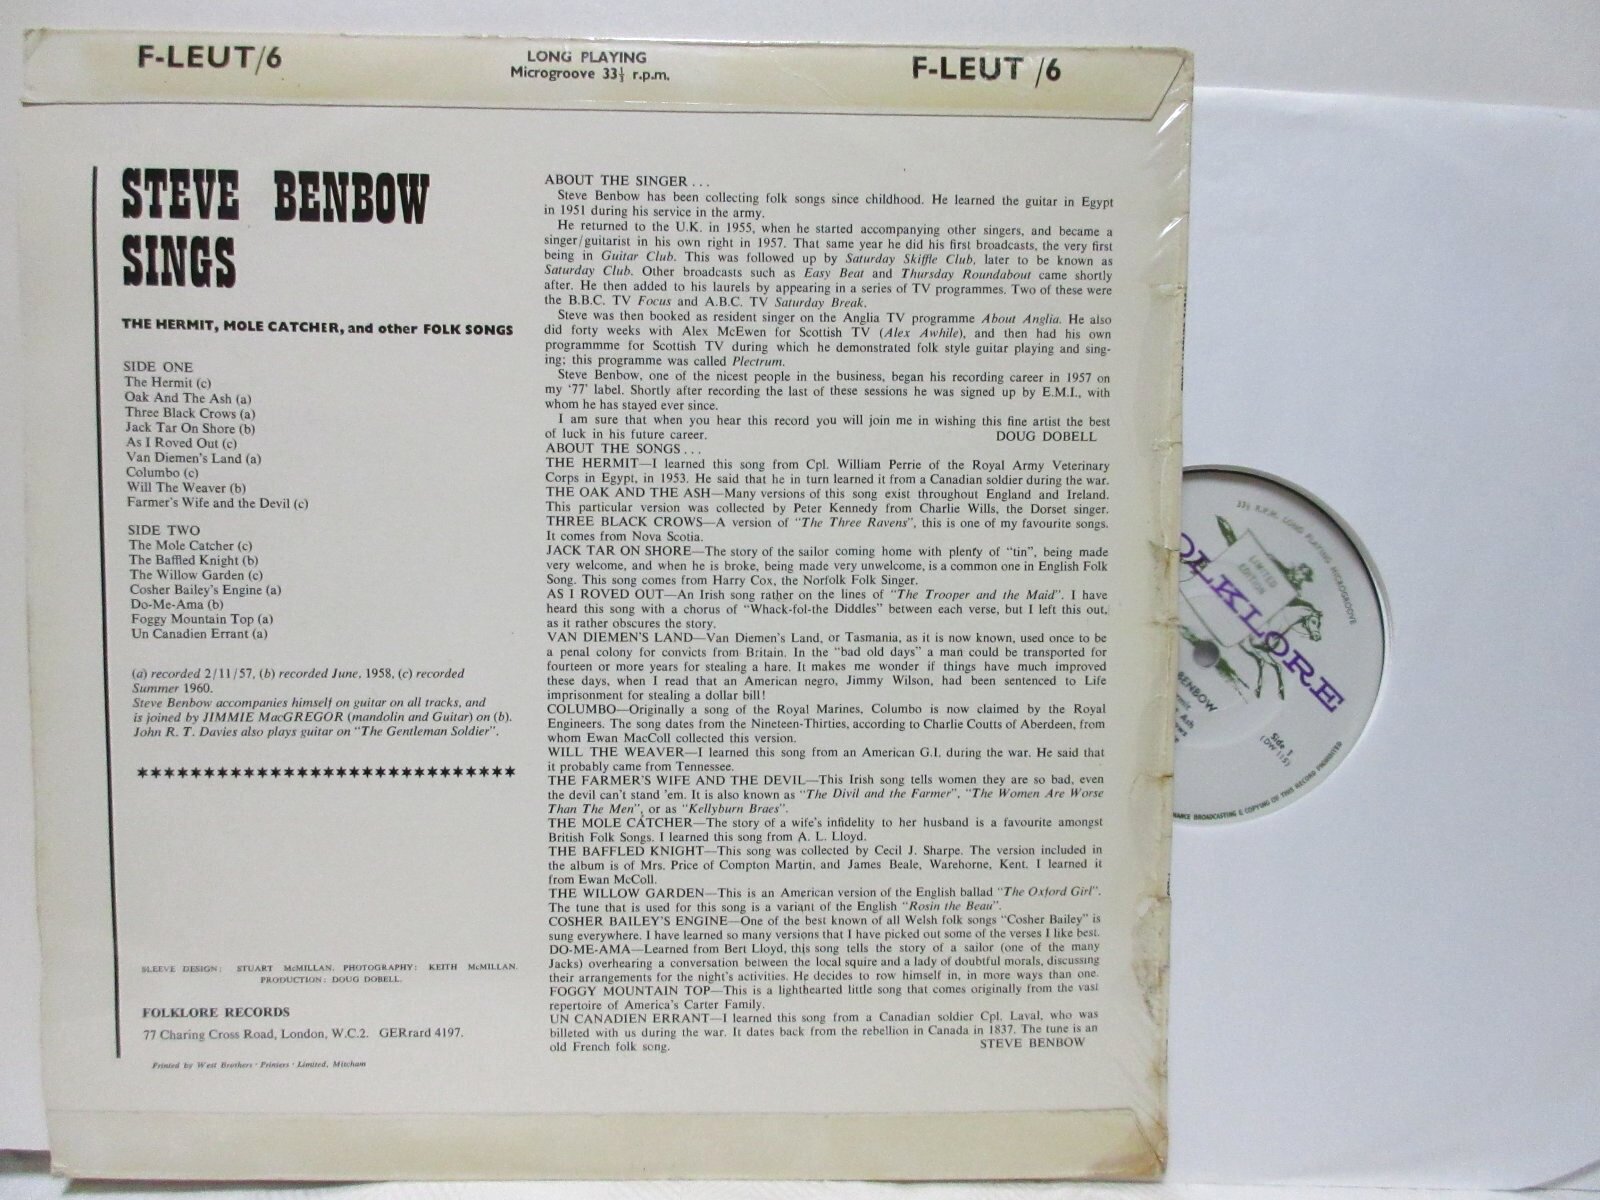 F-LEUT/6
LONG PLAYING
Microgroove 33⅓ r.p.m.
F-LEUT /6
STEVE BENBOW
SINGS
THE HERMIT, MOLE CATCHER, and other FOLK SONGS
SIDE ONE
The Hermit (c)
Oak And The Ash (a)
Three Black Crows (a)
Jack Tar On Shore (b)
As I Roved Out (c)
Van Diemen's Land (a)
Columbo (c)
Will The Weaver (b)
Farmer's Wife and the Devil (c)
SIDE TWO
The Mole Catcher (c)
The Baffled Knight (b)
The Willow Garden (c)
Cosher Bailey's Engine (a)
Do-Me-Ama (b)
Foggy Mountain Top (a)
Un Canadien Errant (a)
(a) recorded 2/11/57, (b) recorded June, 1958, (c) recorded
Summer 1960.
Steve Benbow accompanies himself on guitar on all tracks, and
is joined by JIMMIE MacGREGOR (mandolin and Guitar) on (b).
John R. T. Davies also plays guitar on "The Gentleman Soldier".
****************************
SLEEVE DESIGN: STUART McMILLAN. PHOTOGRAPHY: KEITH McMILLAN.
PRODUCTION: DOUG DOBELL.
FOLKLORE RECORDS
77 Charing Cross Road, London, W.C.2. GERrard 4197.
Printed by West Brothers · Printers · Limited, Mitcham
ABOUT THE SINGER . . .
Steve Benbow has been collecting folk songs since childhood. He learned the guitar in Egypt
in 1951 during his service in the army.
He returned to the U.K. in 1955, when he started accompanying other singers, and became a
singer/guitarist in his own right in 1957. That same year he did his first broadcasts, the very first
being in Guitar Club. This was followed up by Saturday Skiffle Club, later to be known as
Saturday Club. Other broadcasts such as Easy Beat and Thursday Roundabout came shortly
after. He then added to his laurels by appearing in a series of TV programmes. Two of these were
the B.B.C. TV Focus and A.B.C. TV Saturday Break.
Steve was then booked as resident singer on the Anglia TV programme About Anglia. He also
did forty weeks with Alex McEwen for Scottish TV (Alex Awhile), and then had his own
programmme for Scottish TV during which he demonstrated folk style guitar playing and sing-
ing; this programme was called Plectrum.
Steve Benbow, one of the nicest people in the business, began his recording career in 1957 on
my '77' label. Shortly after recording the last of these sessions he was signed up by E.M.I., with
whom he has stayed ever since.
I am sure that when you hear this record you will join me in wishing this fine artist the best
of luck in his future career. DOUG DOBELL
ABOUT THE SONGS . . .
THE HERMIT—I learned this song from Cpl. William Perrie of the Royal Army Veterinary
Corps in Egypt, in 1953. He said that he in turn learned it from a Canadian soldier during the war.
THE OAK AND THE ASH—Many versions of this song exist throughout England and Ireland.
This particular version was collected by Peter Kennedy from Charlie Wills, the Dorset singer.
THREE BLACK CROWS—A version of "The Three Ravens", this is one of my favourite songs.
It comes from Nova Scotia.
JACK TAR ON SHORE—The story of the sailor coming home with plenty of "tin", being made
very welcome, and when he is broke, being made very unwelcome, is a common one in English Folk
Song. This song comes from Harry Cox, the Norfolk Folk Singer.
AS I ROVED OUT—An Irish song rather on the lines of "The Trooper and the Maid". I have
heard this song with a chorus of "Whack-fol-the Diddles" between each verse, but I left this out,
as it rather obscures the story.
VAN DIEMEN'S LAND—Van Diemen's Land, or Tasmania, as it is now known, used once to be
a penal colony for convicts from Britain. In the "bad old days" a man could be transported for
fourteen or more years for stealing a hare. It makes me wonder if things have much improved
these days, when I read that an American negro, Jimmy Wilson, had been sentenced to Life
imprisonment for stealing a dollar bill!
COLUMBO—Originally a song of the Royal Marines, Columbo is now claimed by the Royal
Engineers. The song dates from the Nineteen-Thirties, according to Charlie Coutts of Aberdeen, from
whom Ewan MacColl collected this version.
WILL THE WEAVER—I learned this song from an American G.I. during the war. He said that
it probably came from Tennessee.
THE FARMER'S WIFE AND THE DEVIL—This Irish song tells women they are so bad, even
the devil can't stand 'em. It is also known as "The Divil and the Farmer", "The Women Are Worse
Than The Men", or as "Kellyburn Braes".
THE MOLE CATCHER—The story of a wife's infidelity to her husband is a favourite amongst
British Folk Songs. I learned this song from A. L. Lloyd.
THE BAFFLED KNIGHT—This song was collected by Cecil J. Sharpe. The version included in
the album is of Mrs. Price of Compton Martin, and James Beale, Warehorne, Kent. I learned it
from Ewan McColl.
THE WILLOW GARDEN—This is an American version of the English ballad "The Oxford Girl".
The tune that is used for this song is a variant of the English "Rosin the Beau".
COSHER BAILEY'S ENGINE—One of the best known of all Welsh folk songs "Cosher Bailey" is
sung everywhere. I have learned so many versions that I have picked out some of the verses I like best.
DO-ME-AMA—Learned from Bert Lloyd, this song tells the story of a sailor (one of the many
Jacks) overhearing a conversation between the local squire and a lady of doubtful morals, discussing
their arrangements for the night's activities. He decides to row himself in, in more ways than one.
FOGGY MOUNTAIN TOP—This is a lighthearted little song that comes originally from the vast
repertoire of America's Carter Family.
UN CANADIEN ERRANT—I learned this song from a Canadian soldier Cpl. Laval, who was
billeted with us during the war. It dates back from the rebellion in Canada in 1837. The tune is an
old French folk song. STEVE BENBOW
33⅓ R.P.M. LONG PLAYING MICROGROOVE
LIMITED
EDITION
OLKLORE
BENBOW
Ash
Side 1
(DW 115)
BROADCASTING & COPYING OF THIS RECORD PROHIBITED